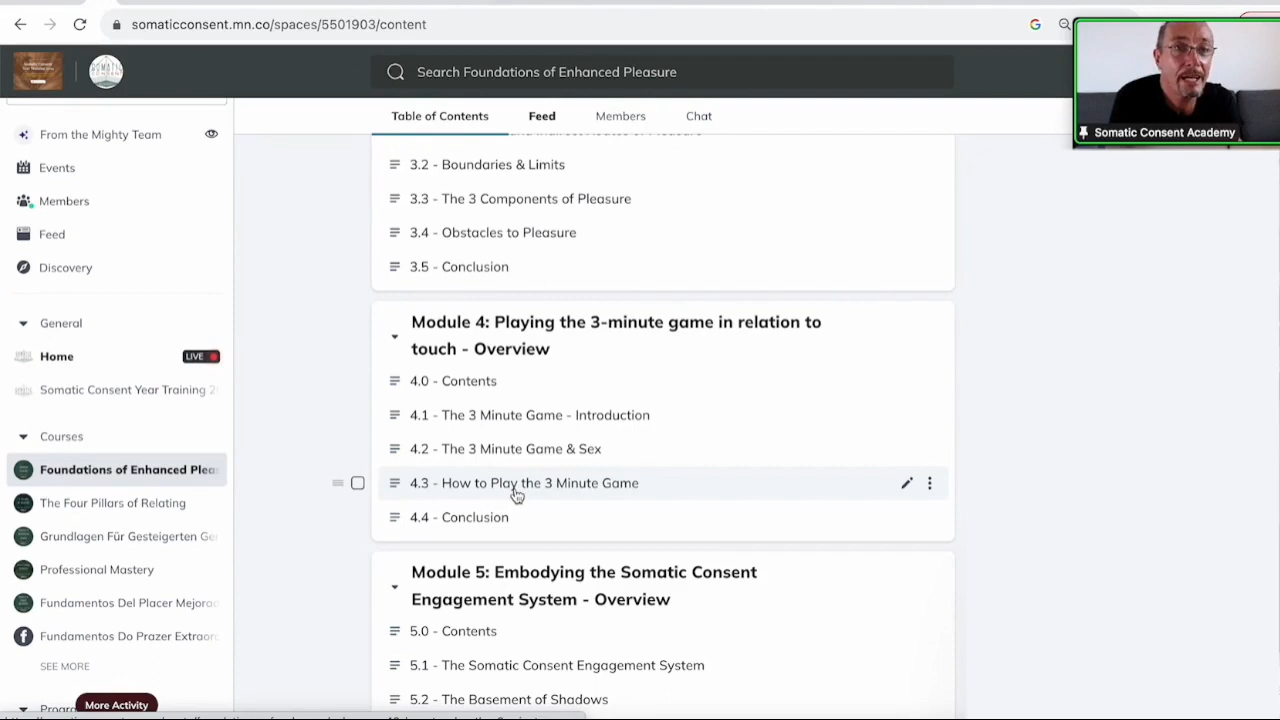 somaticconsent.mn.co/spaces/5501903/content
Search Foundations of Enhanced Pleasure
Somatic Consent Academy
From the Mighty Team
Events
Members
Feed
Discovery
General
Home
LIVE
Somatic Consent Year Training 2
Courses
Foundations of Enhanced Pleas
The Four Pillars of Relating
Grundlagen Für Gesteigerten Ge
Professional Mastery
Fundamentos Del Placer Mejora
Fundamentos Do Prazer Extraor
SEE MORE
More Activity
Table of Contents
Feed
Members
Chat
3.2 - Boundaries & Limits
3.3 - The 3 Components of Pleasure
3.4 - Obstacles to Pleasure
3.5 - Conclusion
Module 4: Playing the 3-minute game in relation to
touch - Overview
4.0 - Contents
4.1 - The 3 Minute Game - Introduction
4.2 - The 3 Minute Game & Sex
4.3 - How to Play the 3 Minute Game
4.4 - Conclusion
Module 5: Embodying the Somatic Consent
Engagement System - Overview
5.0 - Contents
5.1 - The Somatic Consent Engagement System
5.2 - The Basement of Shadows